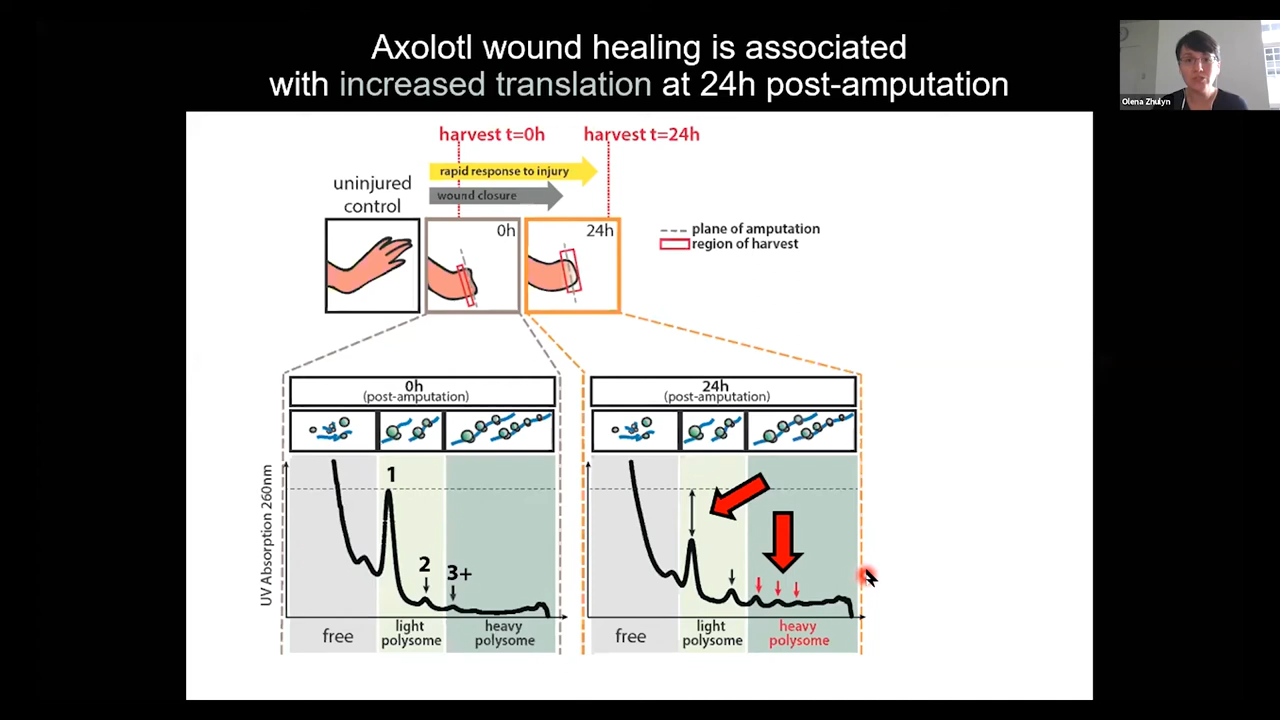 Axolotl wound healing is associated
with increased translation at 24h post-amputation
Olena Zhulyn
harvest t=0h
harvest t=24h
rapid response to injury
wound closure
uninjured
control
0h
24h
plane of amputation
region of harvest
0h
(post-amputation)
24h
(post-amputation)
UV Absorption 260nm
1
2
3+
free
light
polysome
heavy
polysome
free
light
polysome
heavy
polysome